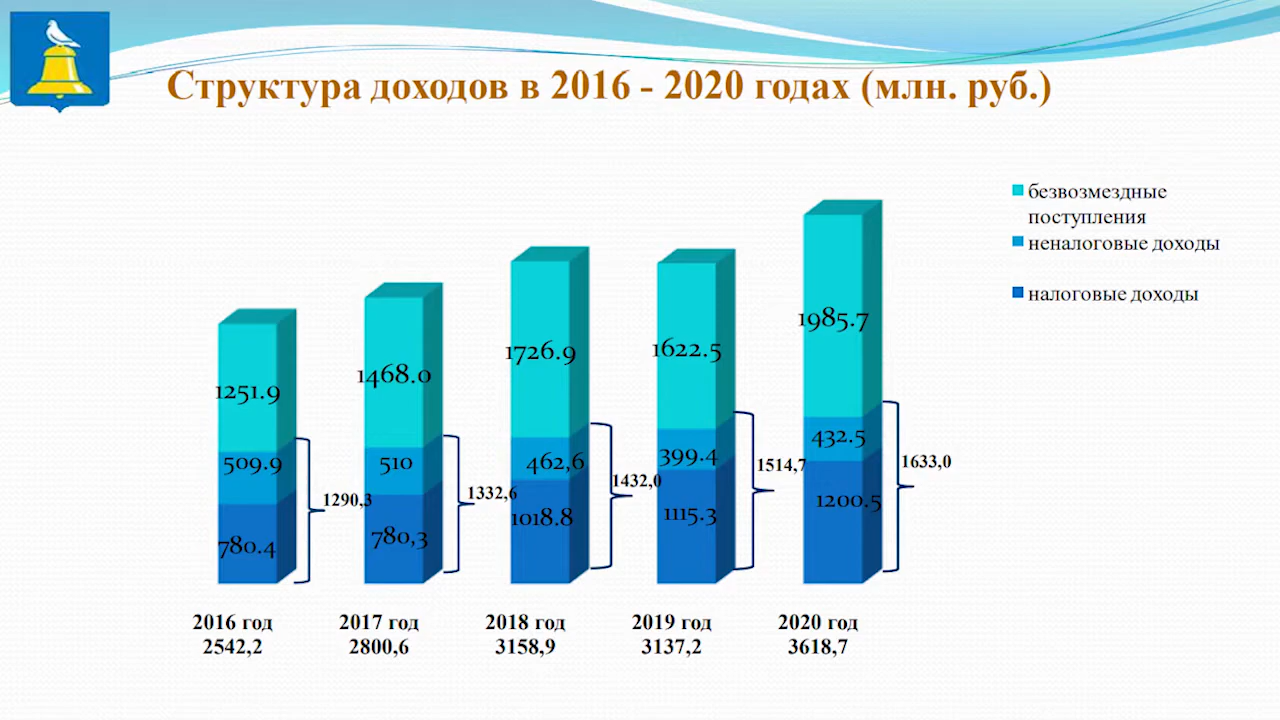 Структура доходов в 2016 - 2020 годах (млн. руб.)
безвозмездные
поступления
неналоговые доходы
налоговые доходы
1251.9
509.9
780.4
1290,3
1468.0
510
780,3
1332,6
1726.9
462,6
1018.8
1432,0
1622.5
399.4
1115.3
1514,7
1985.7
432.5
1200.5
1633,0
2016 год 2017 год 2018 год 2019 год 2020 год
2542,2 2800,6 3158,9 3137,2 3618,7